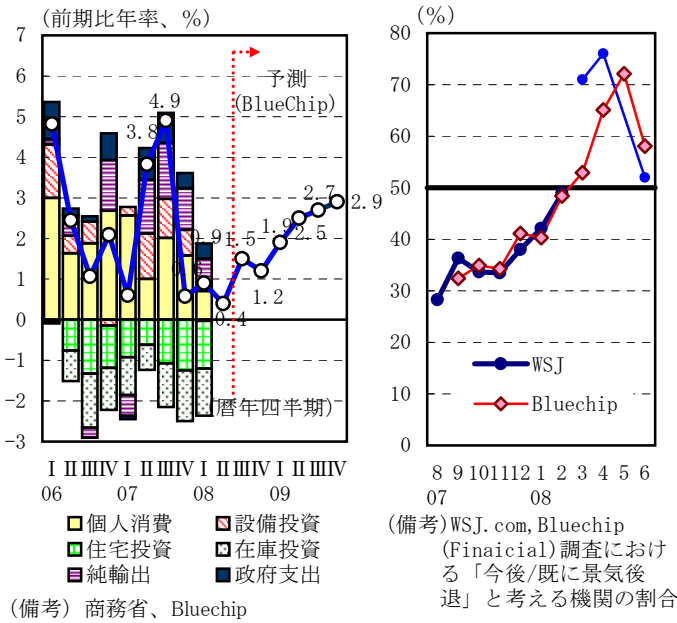 (前期比年率、%)
7
6
5
4
3
2
1
0
-1
-2
-3
4.9
3.8
0.9
1.5
0.4
1.2
1.9
2.5
2.7
2.9
予測
(BlueChip)
(暦年四半期)
Ⅰ Ⅱ Ⅲ Ⅳ Ⅰ Ⅱ Ⅲ Ⅳ Ⅰ Ⅱ Ⅲ Ⅳ Ⅰ Ⅱ Ⅲ Ⅳ
06 07 08 09
個人消費 設備投資
住宅投資 在庫投資
純輸出 政府支出
(備考) 商務省、Bluechip
(%)
80
70
60
50
40
30
20
10
0
WSJ
Bluechip
8 9 10 11 12 1 2 3 4 5 6
07 08
(備考)WSJ.com,Bluechip
(Finaicial)調査におけ
る「今後/既に景気後
退」と考える機関の割合